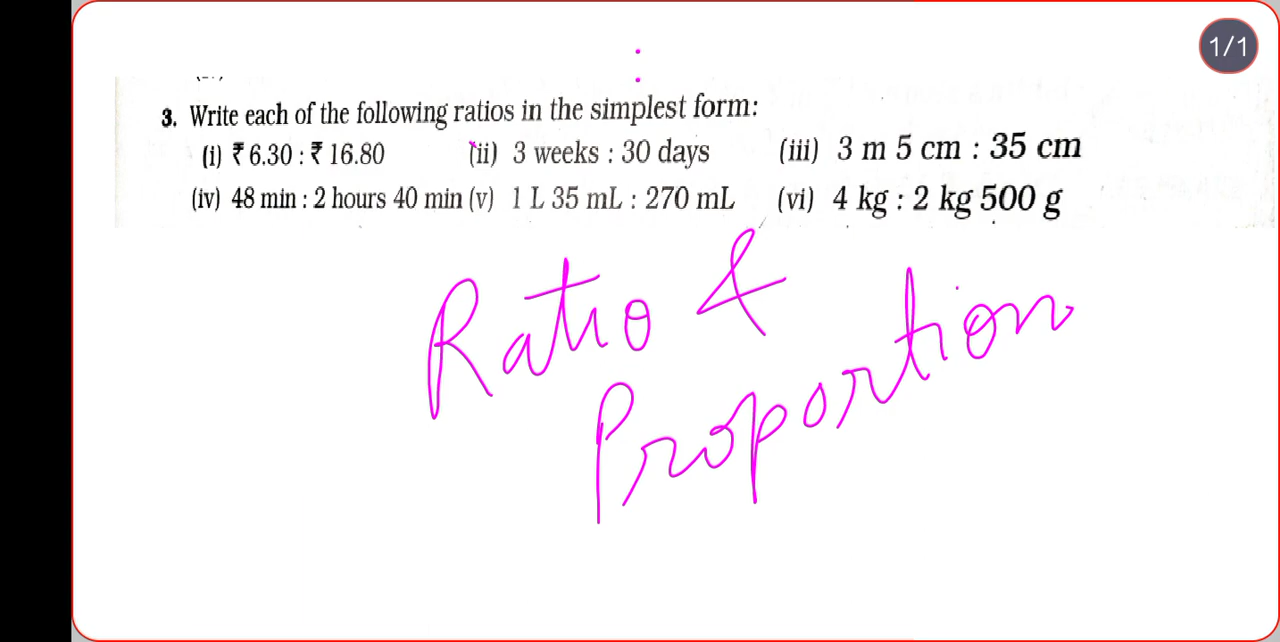 1/1
3. Write each of the following ratios in the simplest form:
(i) ₹ 6.30 : ₹ 16.80 (ii) 3 weeks : 30 days (iii) 3 m 5 cm : 35 cm
(iv) 48 min : 2 hours 40 min (v) 1 L 35 mL : 270 mL (vi) 4 kg : 2 kg 500 g
Ratio &
Proportion